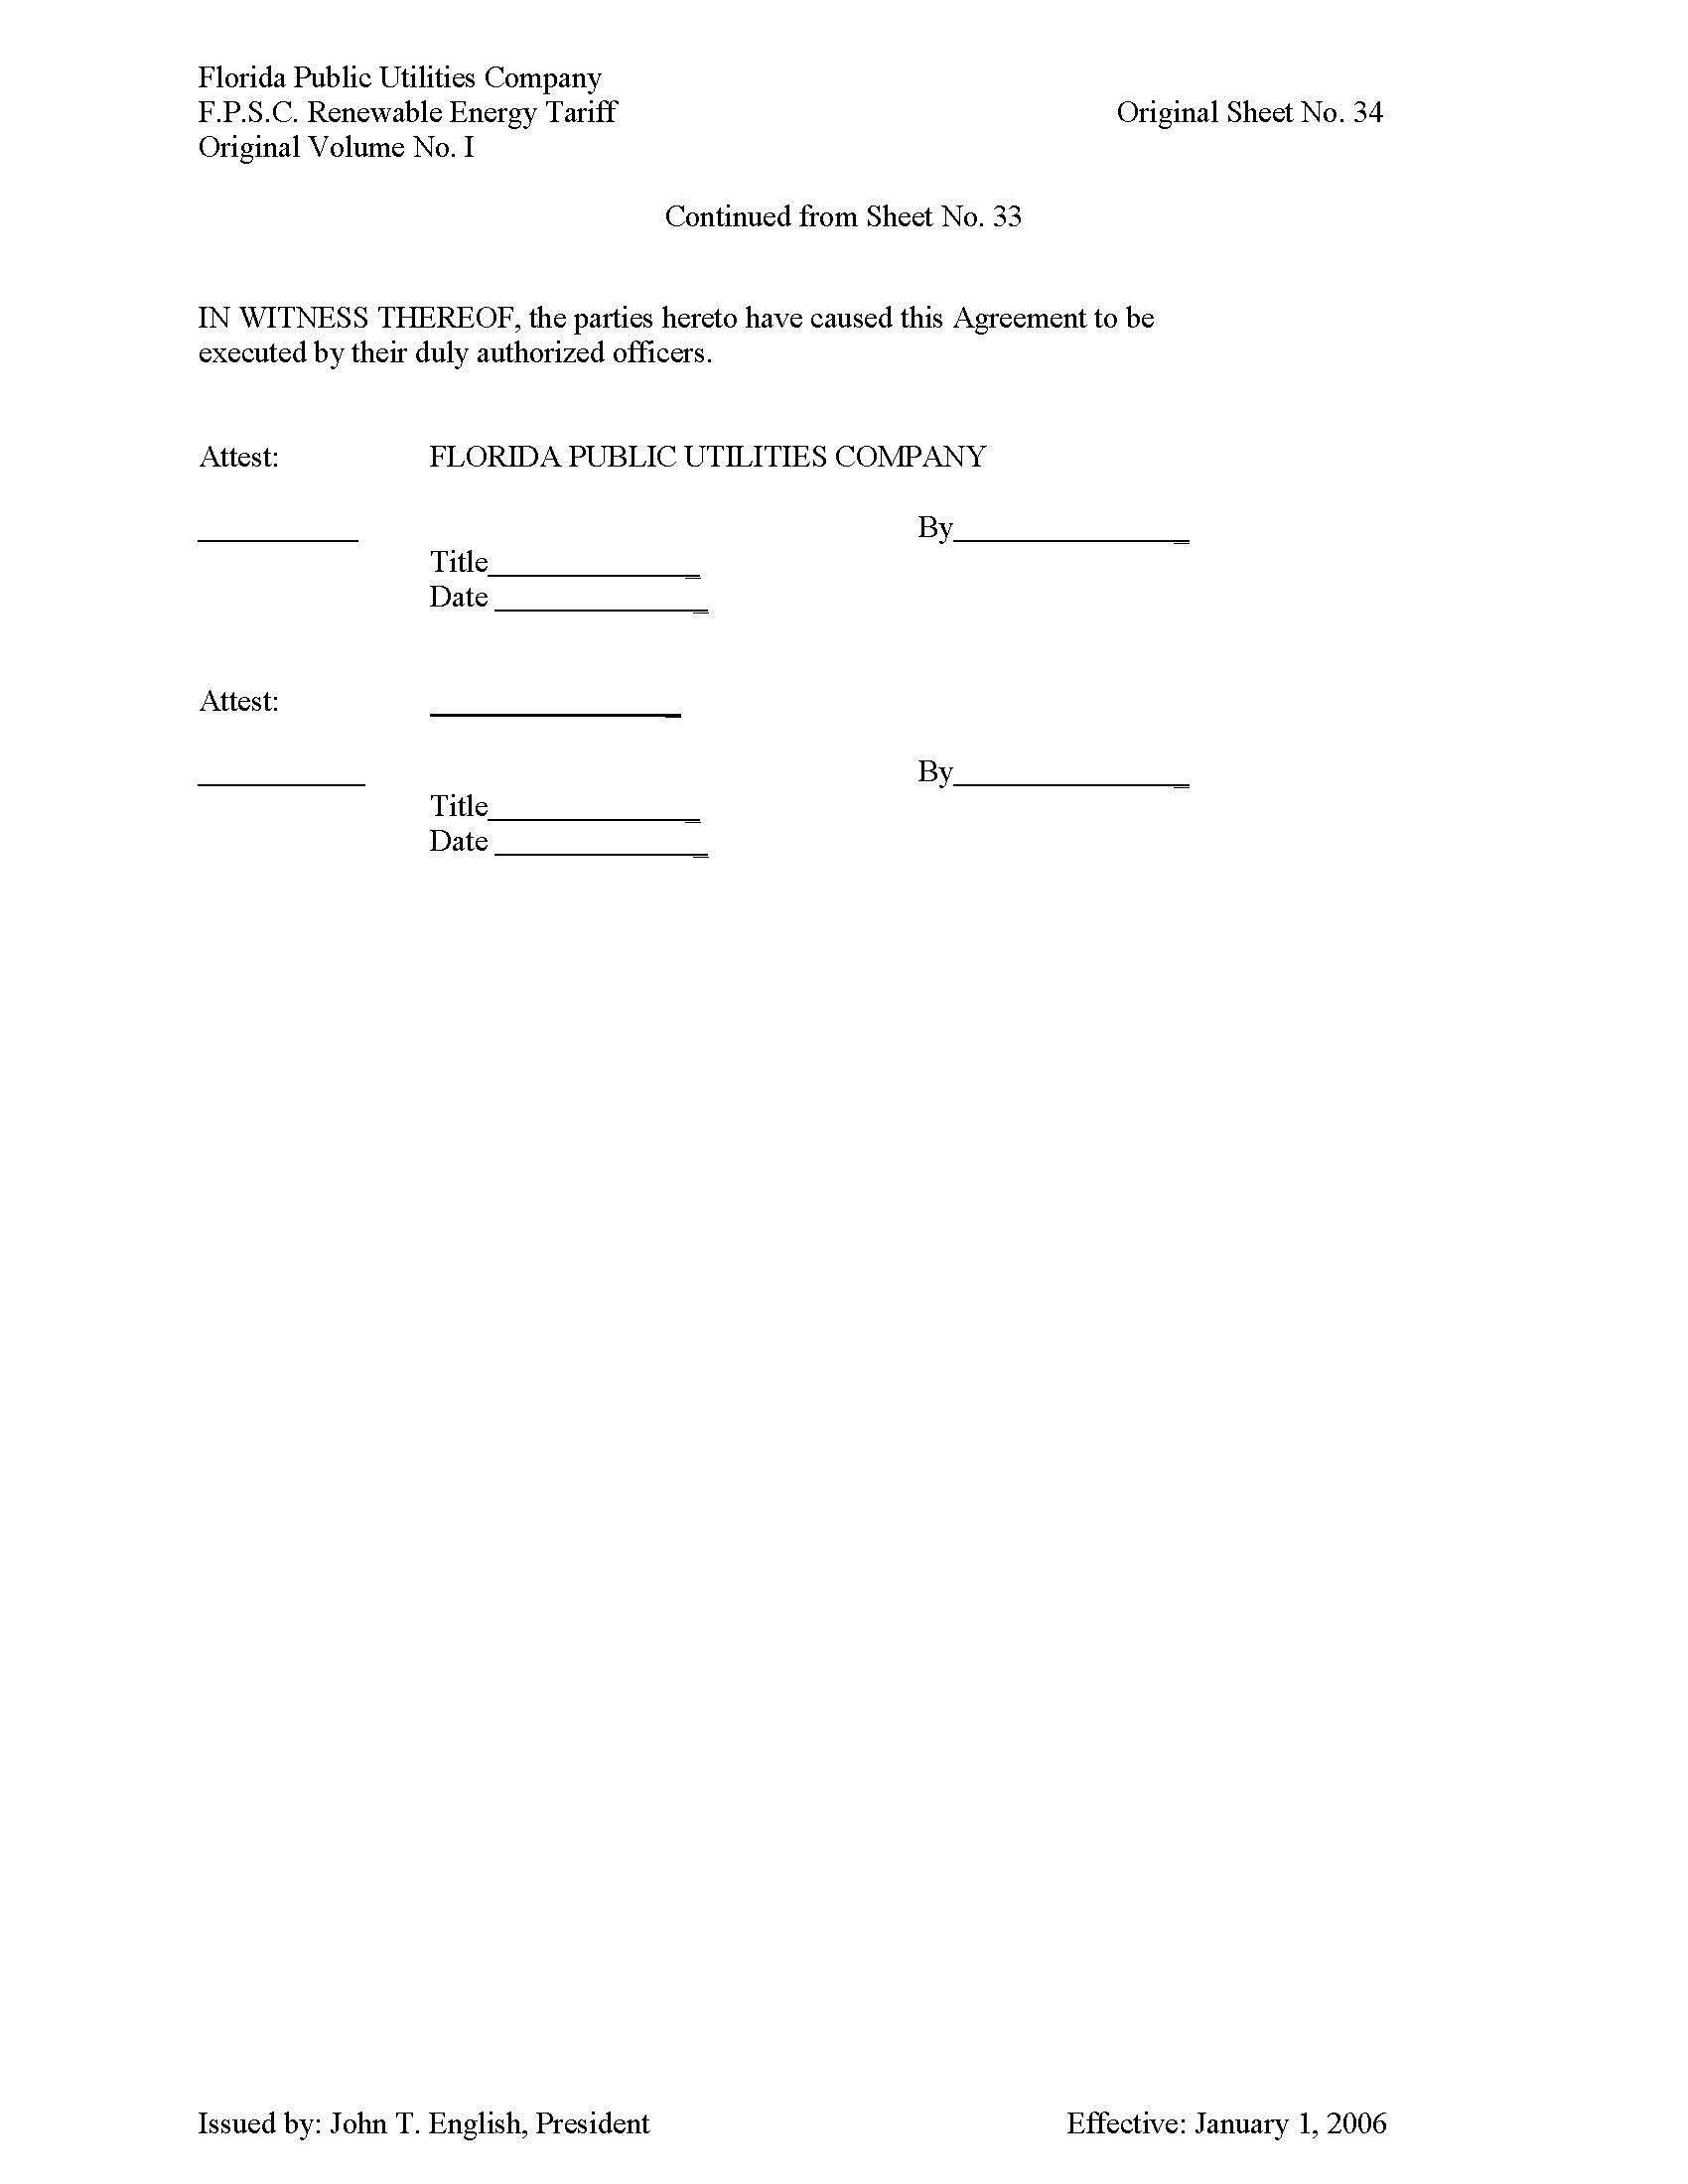 Florida Public Utilities Company
F.P.S.C. Renewable Energy Tariff Original Sheet No. 34
Original Volume No. I
Continued from Sheet No. 33
IN WITNESS THEREOF, the parties hereto have caused this Agreement to be
executed by their duly authorized officers.
Attest: FLORIDA PUBLIC UTILITIES COMPANY
By
Title
Date
Attest:
By
Title
Date
Issued by: John T. English, President Effective: January 1, 2006